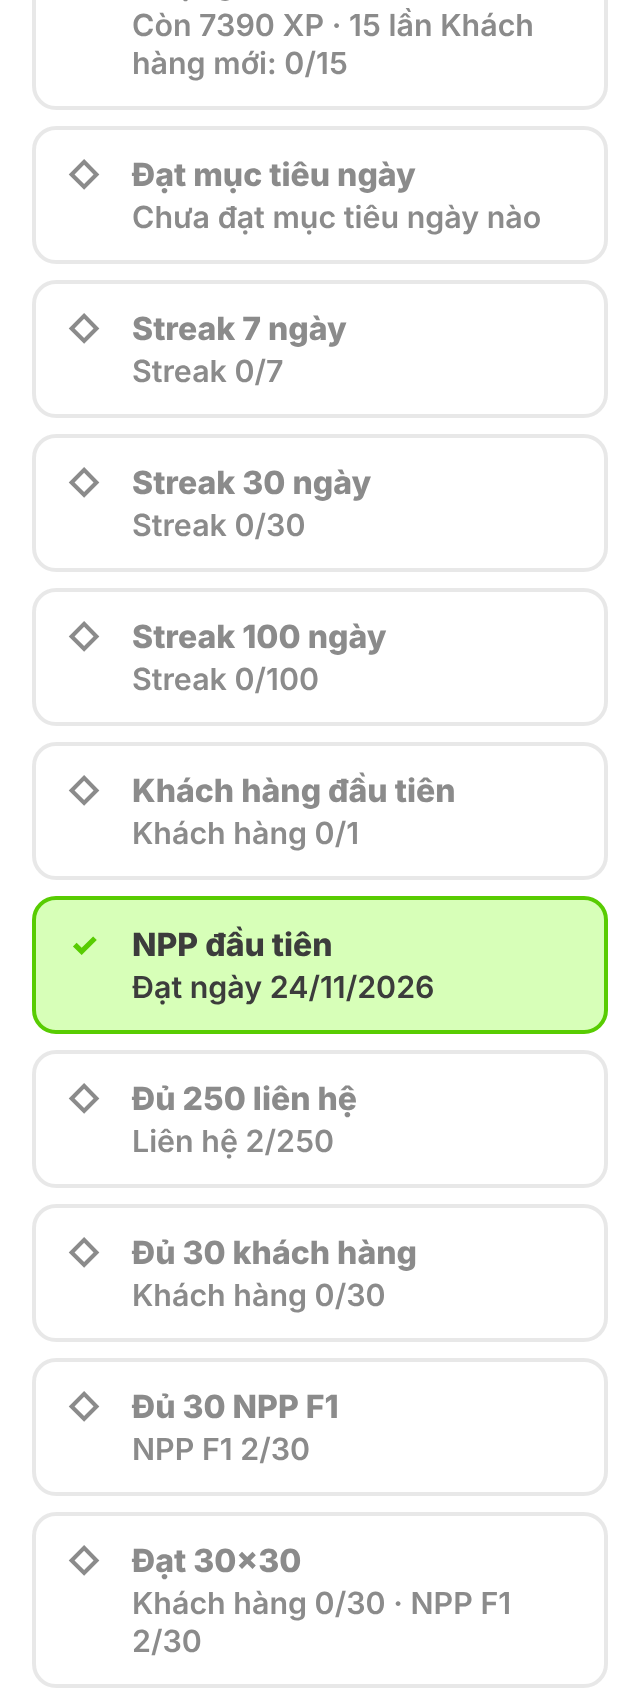 Còn 7390 XP · 15 lần Khách
hàng mới: 0/15
Đạt mục tiêu ngày
Chưa đạt mục tiêu ngày nào
Streak 7 ngày
Streak 0/7
Streak 30 ngày
Streak 0/30
Streak 100 ngày
Streak 0/100
Khách hàng đầu tiên
Khách hàng 0/1
NPP đầu tiên
Đạt ngày 24/11/2026
Đủ 250 liên hệ
Liên hệ 2/250
Đủ 30 khách hàng
Khách hàng 0/30
Đủ 30 NPP F1
NPP F1 2/30
Đạt 30×30
Khách hàng 0/30 · NPP F1
2/30